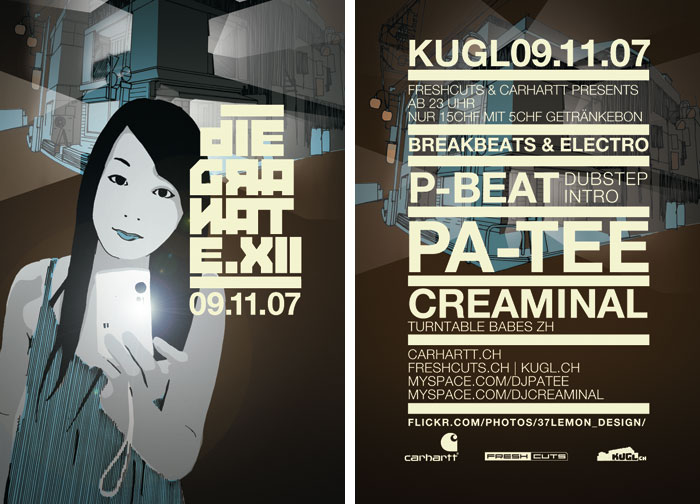 DIE
GRA
NAT
E.XII
09.11.07
KUGL09.11.07
FRESHCUTS & CARHARTT PRESENTS
AB 23 UHR
NUR 15CHF MIT 5CHF GETRÄNKEBON
BREAKBEATS & ELECTRO
P-BEAT DUBSTEP
INTRO
PA-TEE
CREAMINAL
TURNTABLE BABES ZH
CARHARTT.CH
FRESHCUTS.CH | KUGL.CH
MYSPACE.COM/DJPATEE
MYSPACE.COM/DJCREAMINAL
FLICKR.COM/PHOTOS/37LEMON_DESIGN/
carhartt FRESH CUTS KUGL.CH